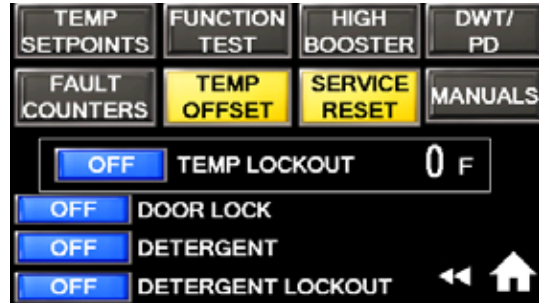 TEMP SETPOINTS
FUNCTION TEST
HIGH BOOSTER
DWT/ PD
FAULT COUNTERS
TEMP OFFSET
SERVICE RESET
MANUALS
OFF TEMP LOCKOUT 0 F
OFF DOOR LOCK
OFF DETERGENT
OFF DETERGENT LOCKOUT